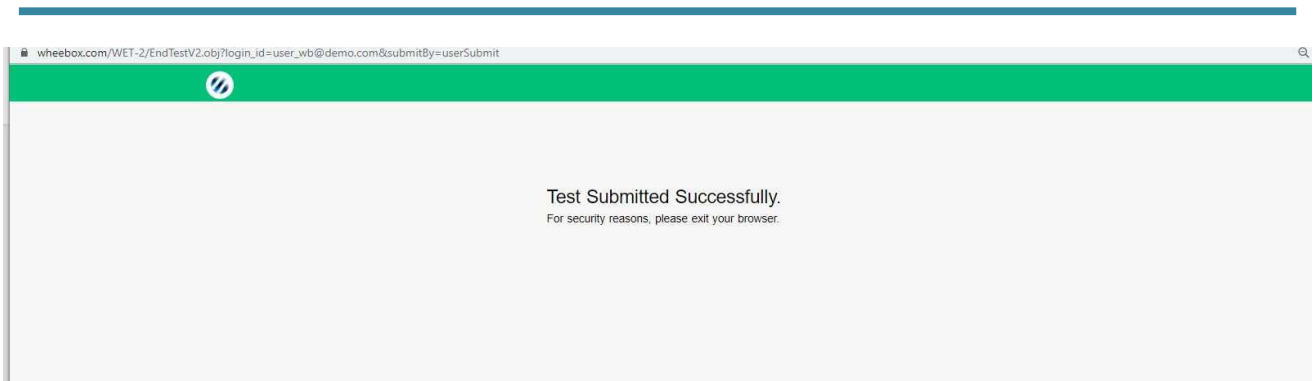 wheebox.com/WET-2/EndTestV2.obj?login_id=user_wb@demo.com&submitBy=userSubmit
Test Submitted Successfully.
For security reasons, please exit your browser.